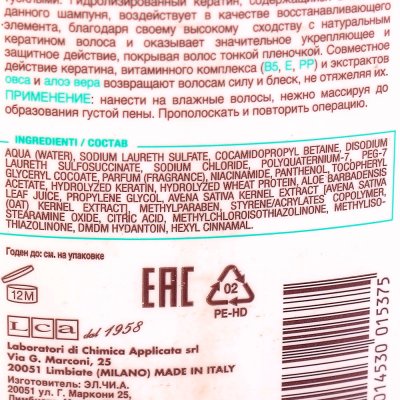 тусклыми. Гидролизированный кератин, содержащийся в
данного шампуня, воздействует в качестве восстанавливающего
элемента, благодаря своему высокому сходству с натуральным
кератином волоса и оказывает значительное укрепляющее и
защитное действие, покрывая волос тонкой пленочкой. Совместное
действие кератина, витаминного комплекса (B5, E, PP) и экстрактов
овса и алоэ вера возвращают волосам силу и блеск, не отяжеляя их.
ПРИМЕНЕНИЕ: нанести на влажные волосы, нежно массируя до
образования густой пены. Прополоскать и повторить операцию.
INGREDIENTI / СОСТАВ
AQUA (WATER), SODIUM LAURETH SULFATE, COCAMIDOPROPYL BETAINE, DISODIUM
LAURETH SULFOSUCCINATE, SODIUM CHLORIDE, POLYQUATERNIUM-7, PEG-7
GLYCERYL COCOATE, PARFUM (FRAGRANCE), NIACINAMIDE, PANTHENOL, TOCOPHERYL
ACETATE, HYDROLYZED KERATIN, HYDROLYZED WHEAT PROTEIN, ALOE BARBADENSIS
LEAF JUICE, PROPYLENE GLYCOL, AVENA SATIVA KERNEL EXTRACT [AVENA SATIVA
(OAT) KERNEL EXTRACT], METHYLPARABEN, STYRENE/ACRYLATES COPOLYMER,
STEARAMINE OXIDE, CITRIC ACID, METHYLCHLOROISOTHIAZOLINONE, METHYLISO-
THIAZOLINONE, DMDM HYDANTOIN, HEXYL CINNAMAL.
Годен до: см. на упаковке
12M
EAC
02
PE-HD
LCA dal 1958
Laboratori di Chimica Applicata srl
Via G. Marconi, 25
20051 Limbiate (MILANO) MADE IN ITALY
Изготовитель: ЭЛ.ЧИ.А.
20051 ул. Г Маркони 25
014530 015375